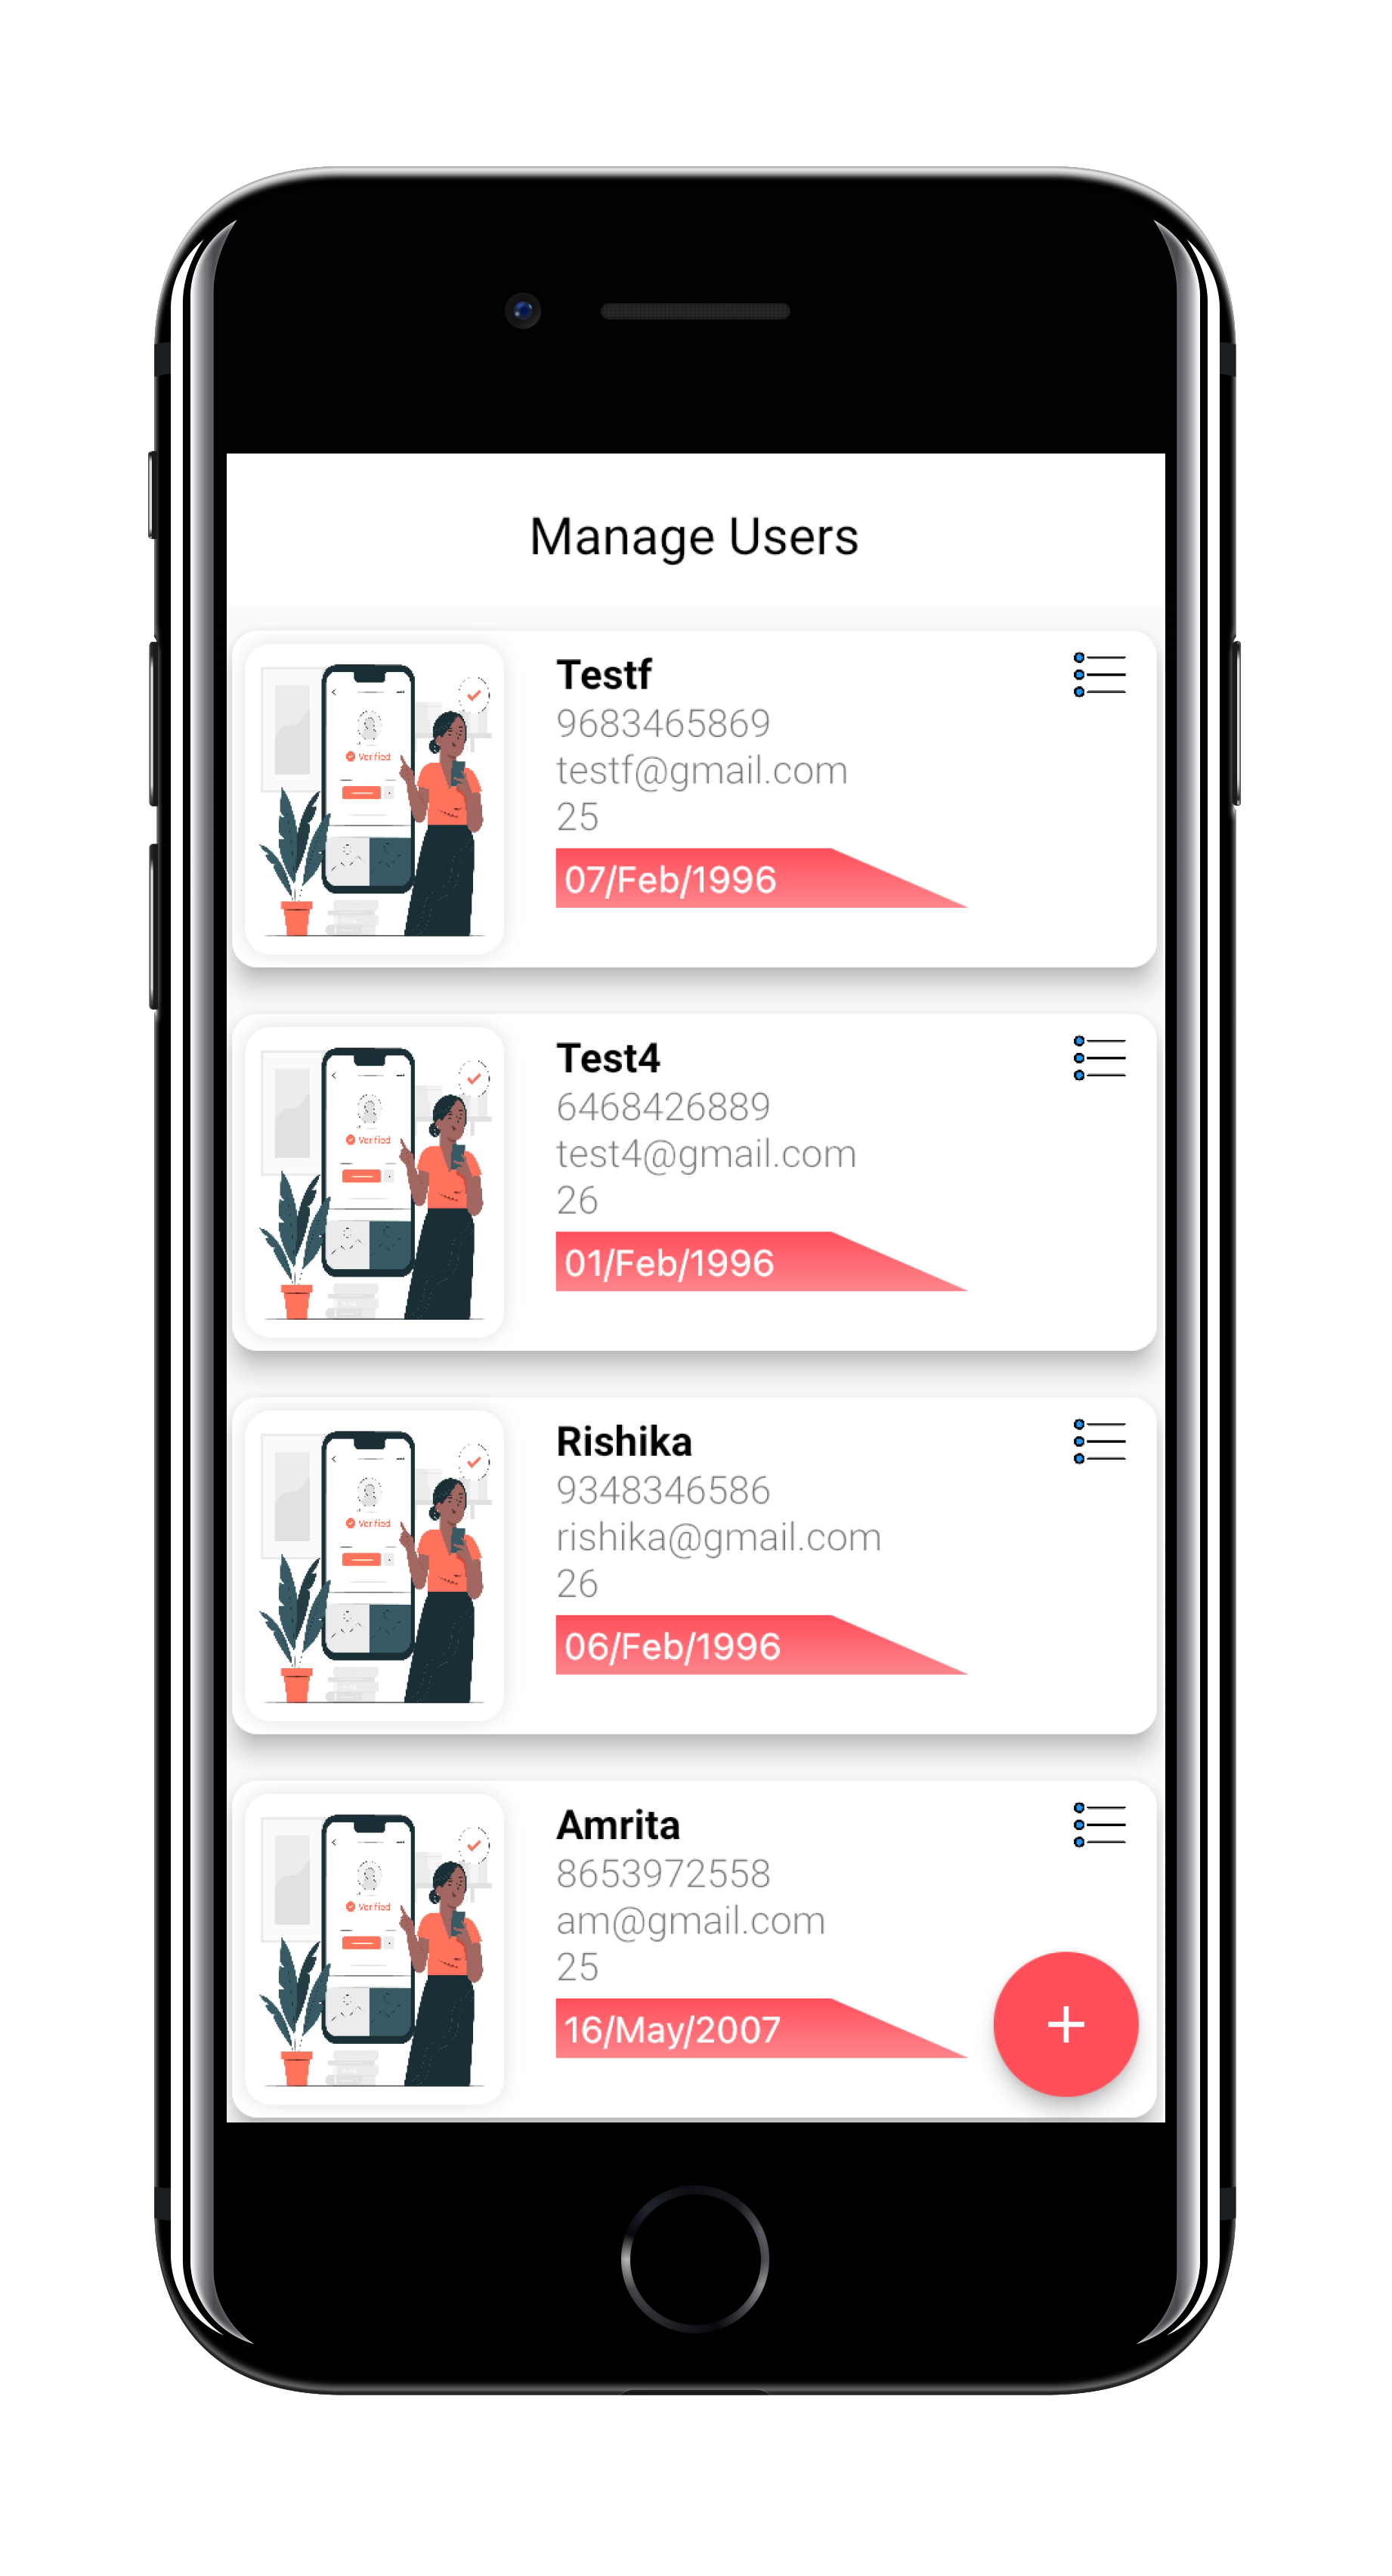 Manage Users
Testf
9683465869
testf@gmail.com
25
07/Feb/1996
Verified
Test4
6468426889
test4@gmail.com
26
01/Feb/1996
Verified
Rishika
9348346586
rishika@gmail.com
26
06/Feb/1996
Verified
Amrita
8653972558
am@gmail.com
25
16/May/2007
Verified
+